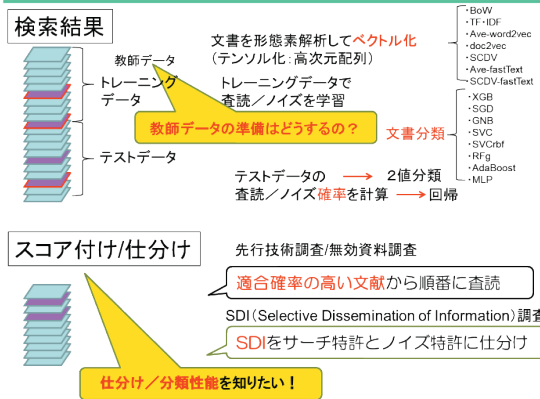 検索結果
教師データ
トレーニング
データ
テストデータ
文書を形態素解析してベクトル化
(テンソル化:高次元配列)
トレーニングデータで
査読/ノイズを学習
教師データの準備はどうするの?
・BoW
・TF・IDF
・Ave-word2vec
・doc2vec
・SCDV
・Ave-fastText
・SCDV-fastText
文書分類
・XGB
・SGD
・GNB
・SVC
・SVCrbf
・RFg
・AdaBoost
・MLP
テストデータの → 2値分類
査読/ノイズ確率を計算 → 回帰
スコア付け/仕分け
先行技術調査/無効資料調査
適合確率の高い文献から順番に査読
SDI(Selective Dissemination of Information)調査
SDIをサーチ特許とノイズ特許に仕分け
仕分け/分類性能を知りたい!